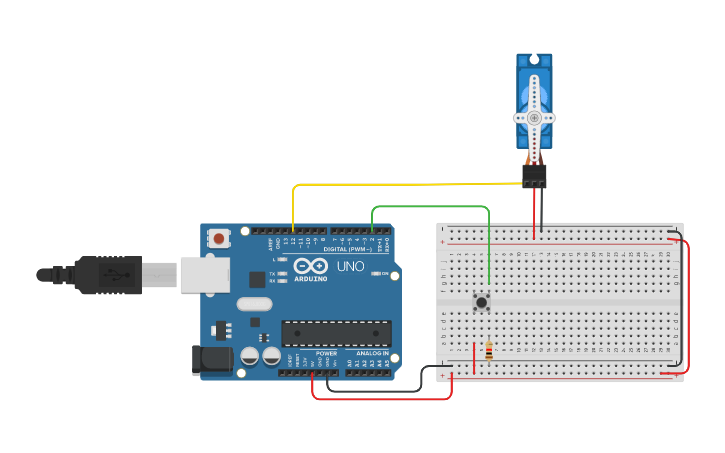 AREF
GND
13
12
~11
~10
~9
8
7
~6
~5
4
~3
2
TX→1
RX←0
DIGITAL (PWM ~)
L
TX
RX
UNO
ARDUINO
ON
POWER
ANALOG IN
IOREF
RESET
3.3V
5V
GND
GND
Vin
A0
A1
A2
A3
A4
A5
a b c d e
f g h i j